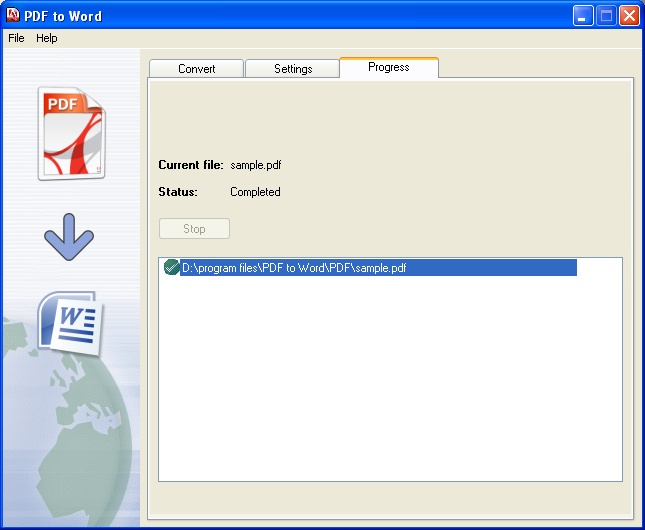 PDF to Word
File Help
Convert Settings Progress
PDF
Current file: sample.pdf
Status: Completed
Stop
D:\program files\PDF to Word\PDF\sample.pdf
W